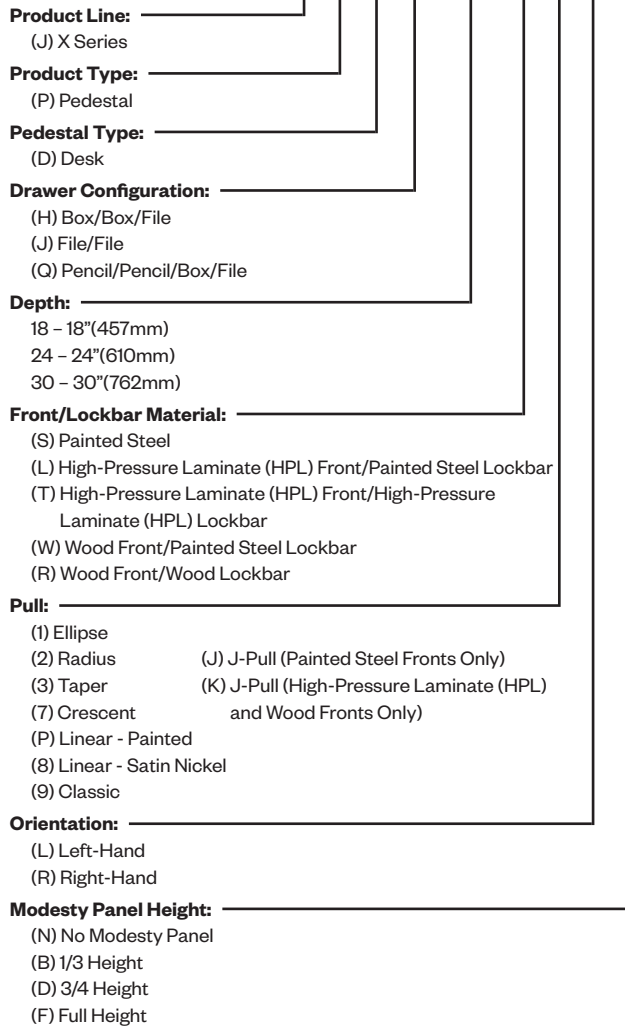 Product Line:
(J) X Series
Product Type:
(P) Pedestal
Pedestal Type:
(D) Desk
Drawer Configuration:
(H) Box/Box/File
(J) File/File
(Q) Pencil/Pencil/Box/File
Depth:
18 – 18”(457mm)
24 – 24”(610mm)
30 – 30”(762mm)
Front/Lockbar Material:
(S) Painted Steel
(L) High-Pressure Laminate (HPL) Front/Painted Steel Lockbar
(T) High-Pressure Laminate (HPL) Front/High-Pressure
Laminate (HPL) Lockbar
(W) Wood Front/Painted Steel Lockbar
(R) Wood Front/Wood Lockbar
Pull:
(1) Ellipse
(2) Radius (J) J-Pull (Painted Steel Fronts Only)
(3) Taper (K) J-Pull (High-Pressure Laminate (HPL)
(7) Crescent and Wood Fronts Only)
(P) Linear - Painted
(8) Linear - Satin Nickel
(9) Classic
Orientation:
(L) Left-Hand
(R) Right-Hand
Modesty Panel Height:
(N) No Modesty Panel
(B) 1/3 Height
(D) 3/4 Height
(F) Full Height